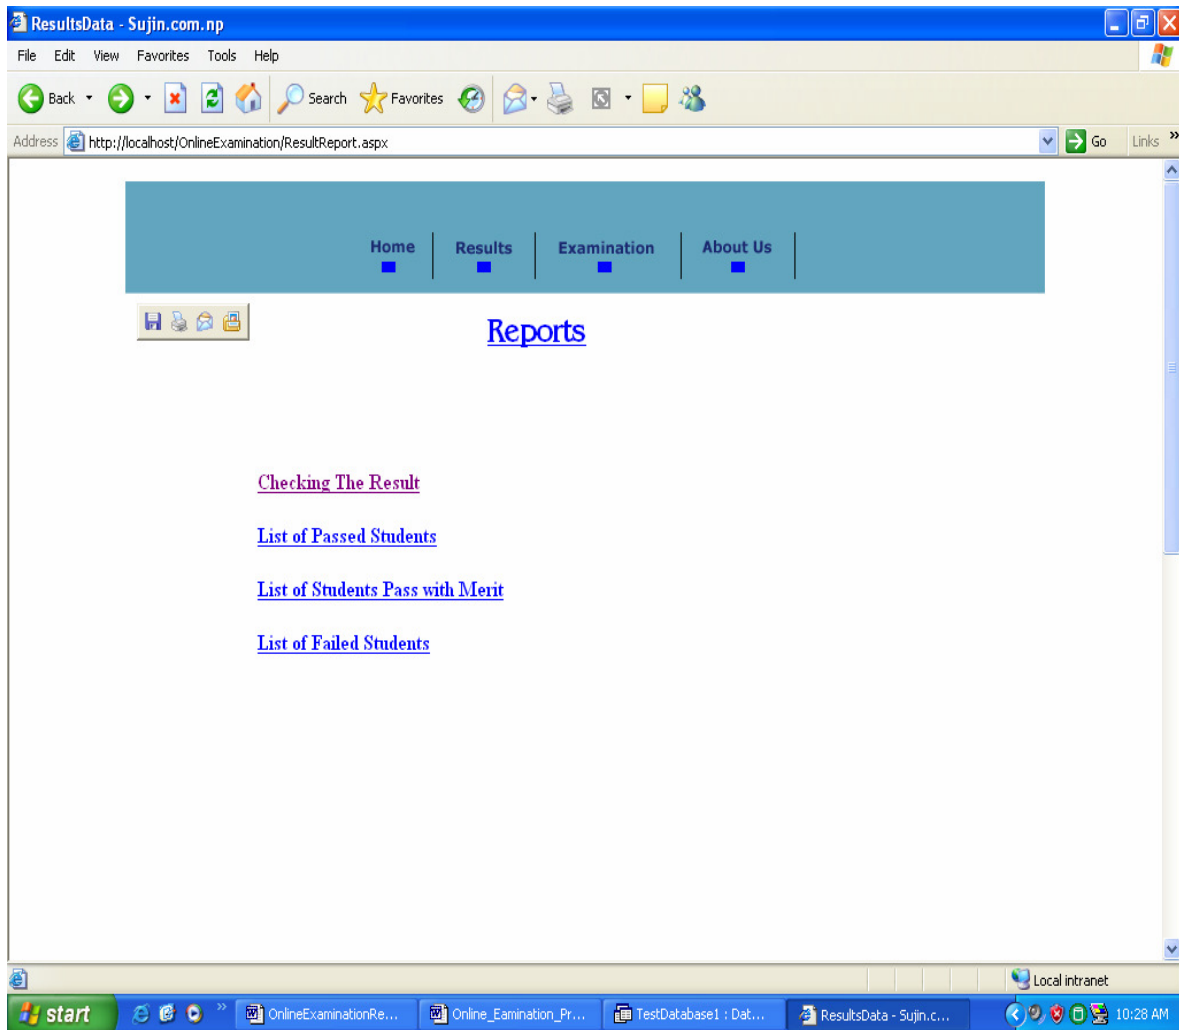 ResultsData - Sujin.com.np
File Edit View Favorites Tools Help
Back Search Favorites
Address http://localhost/OnlineExamination/ResultReport.aspx Go Links »
Home Results Examination About Us
Reports
Checking The Result
List of Passed Students
List of Students Pass with Merit
List of Failed Students
Local intranet
start » OnlineExaminationRe... Online_Eamination_Pr... TestDatabase1 : Dat... ResultsData - Sujin.c... 10:28 AM